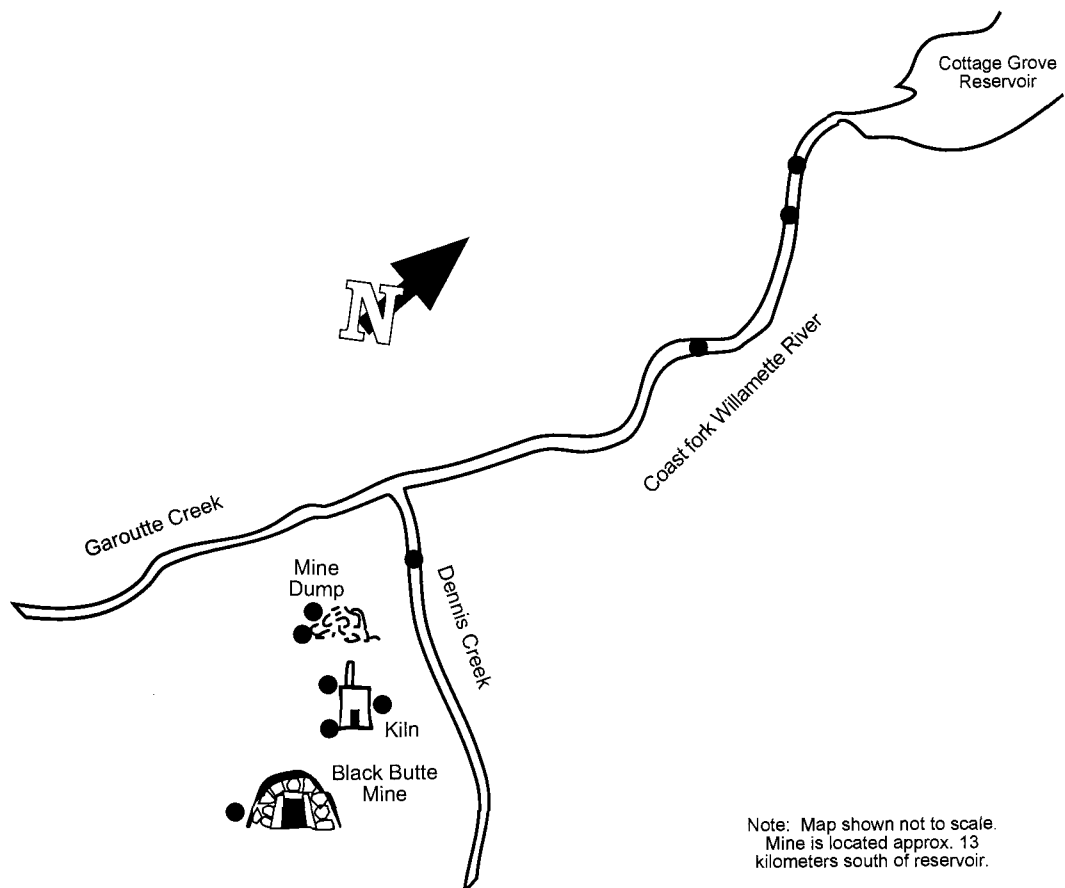 Cottage Grove
Reservoir
N
Coast fork Willamette River
Garoutte Creek
Mine
Dump
Dennis Creek
Kiln
Black Butte
Mine
Note: Map shown not to scale.
Mine is located approx. 13
kilometers south of reservoir.